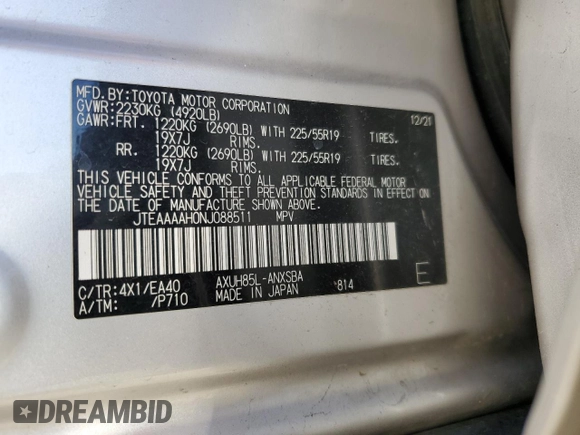 MFD. BY: TOYOTA MOTOR CORPORATION 12/21
GVWR: 2230KG (4920LB)
GAWR: FRT. 1220KG (2690LB) WITH 225/55R19 TIRES.
19X7J RIMS.
RR. 1220KG (2690LB) WITH 225/55R19 TIRES.
19X7J RIMS.
THIS VEHICLE CONFORMS TO ALL APPLICABLE FEDERAL MOTOR
VEHICLE SAFETY AND THEFT PREVENTION STANDARDS IN EFFECT ON
THE DATE OF MANUFACTURE SHOWN ABOVE.
JTEAAAAH0NJ088511 MPV
C/TR: 4X1/EA40 AXUH85L-ANXSBA
A/TM: /P710 MADE IN JAPAN *814
E
DREAMBID